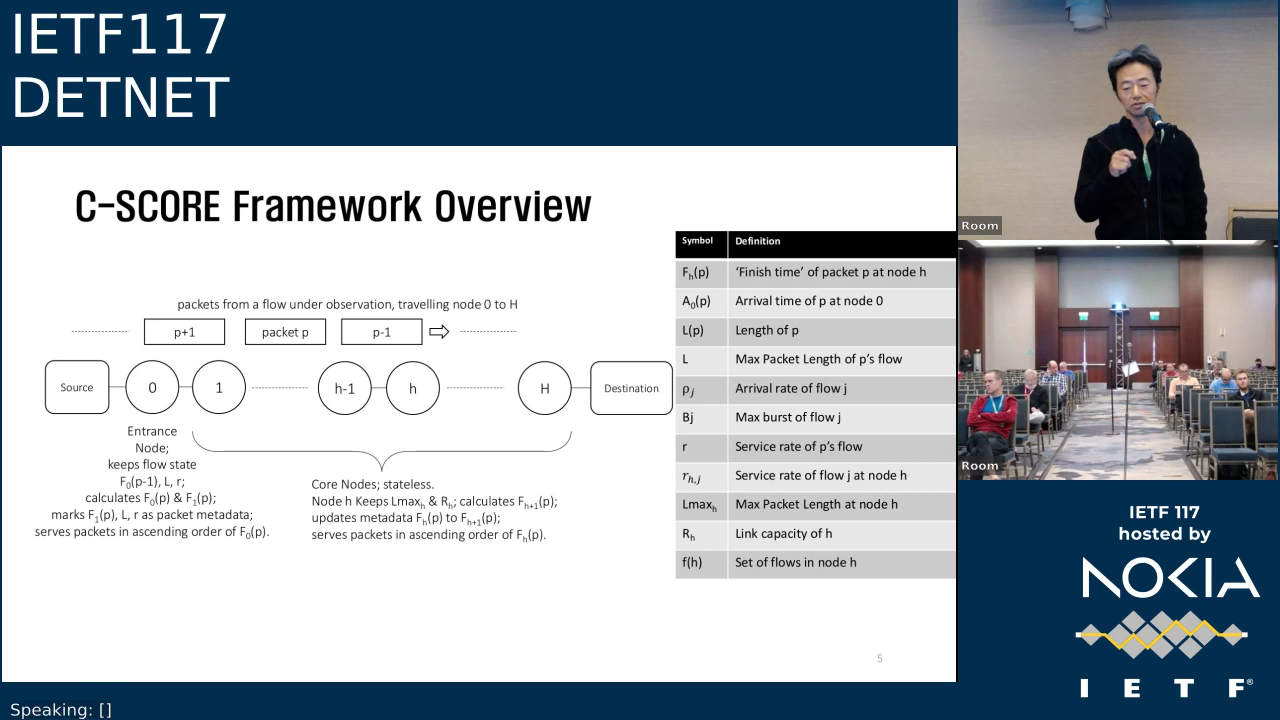 IETF117
DETNET
C-SCORE Framework Overview
packets from a flow under observation, travelling node 0 to H
p+1
packet p
p-1
Source
0
1
h-1
h
H
Destination
Entrance
Node;
keeps flow state
F0(p-1), L, r;
calculates F0(p) & F1(p);
marks F1(p), L, r as packet metadata;
serves packets in ascending order of F0(p).
Core Nodes; stateless.
Node h Keeps Lmaxh & Rh; calculates Fh+1(p);
updates metadata Fh(p) to Fh+1(p);
serves packets in ascending order of Fh(p).
Symbol Definition
Fh(p) ‘Finish time’ of packet p at node h
A0(p) Arrival time of p at node 0
L(p) Length of p
L Max Packet Length of p’s flow
ρj Arrival rate of flow j
Bj Max burst of flow j
r Service rate of p’s flow
rh,j Service rate of flow j at node h
Lmaxh Max Packet Length at node h
Rh Link capacity of h
f(h) Set of flows in node h
5
Room
Room
IETF 117
hosted by
NOKIA
I E T F®
Speaking: []